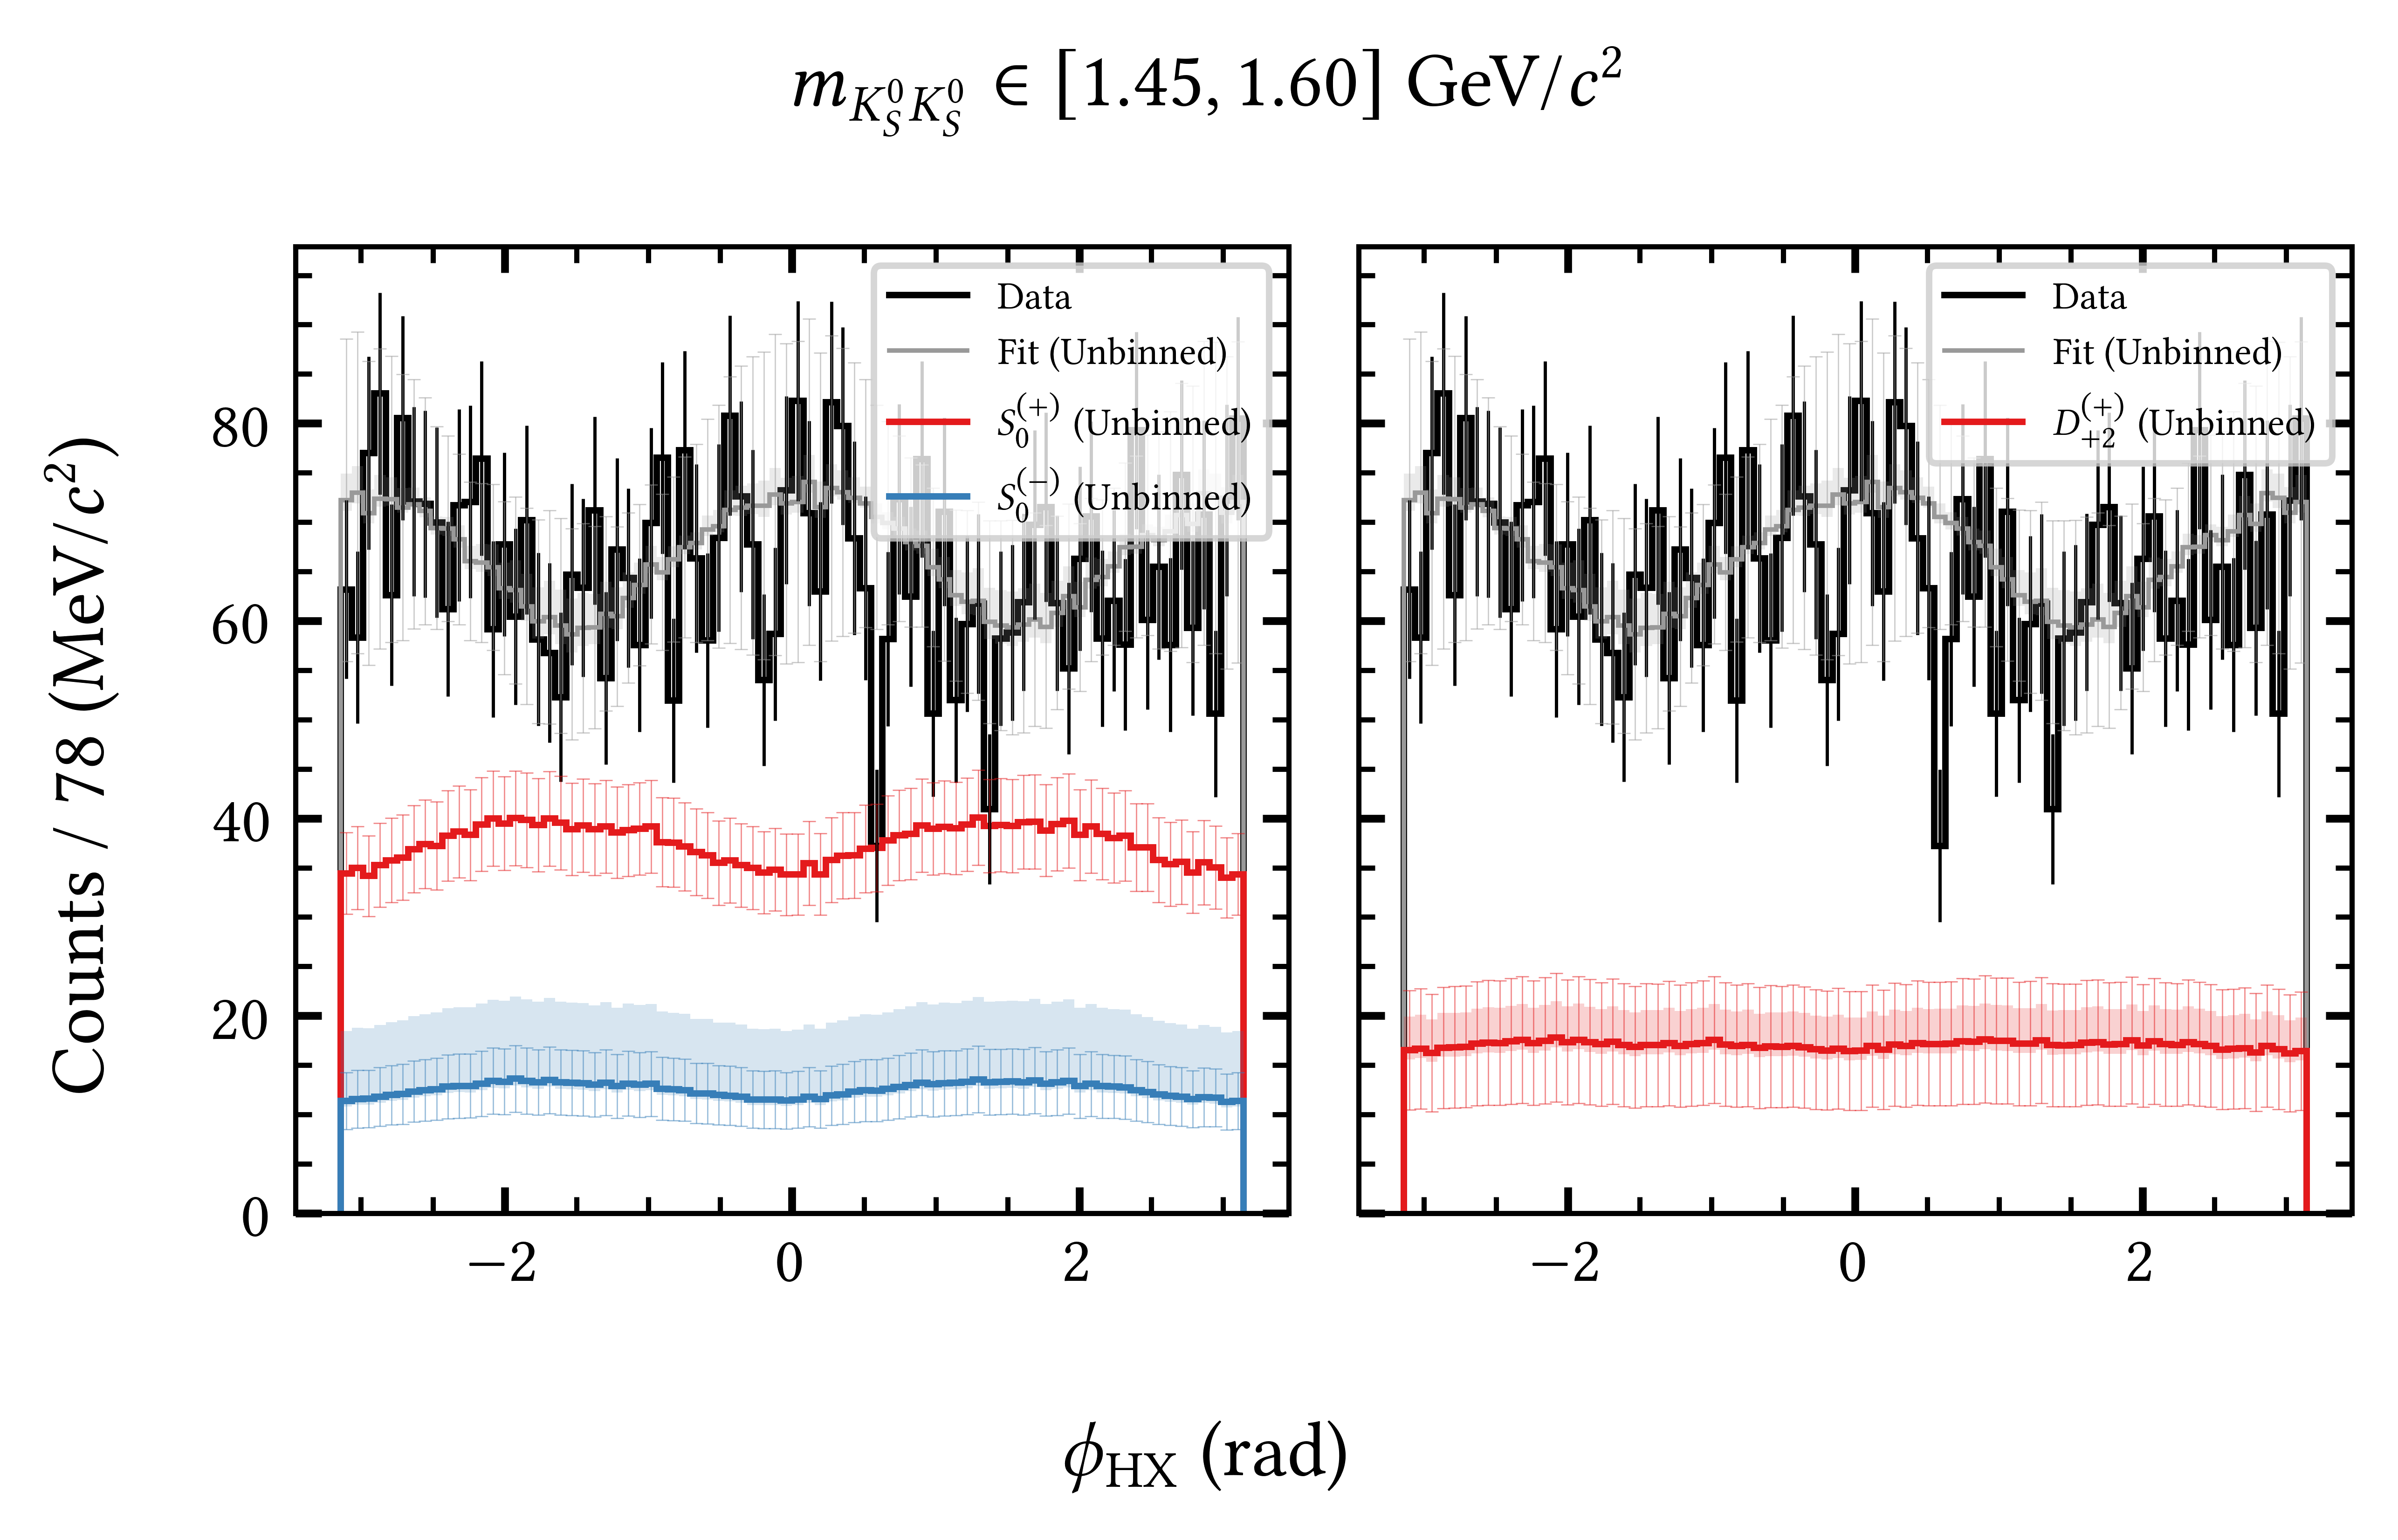 m_{K_S^0 K_S^0} ∈ [1.45, 1.60] GeV/c²
Counts / 78 (MeV/c²)
80
60
40
20
0
Data
Fit (Unbinned)
S_0^{(+)} (Unbinned)
S_0^{(−)} (Unbinned)
−2
0
2
Data
Fit (Unbinned)
D_{+2}^{(+)} (Unbinned)
−2
0
2
ϕ_HX (rad)